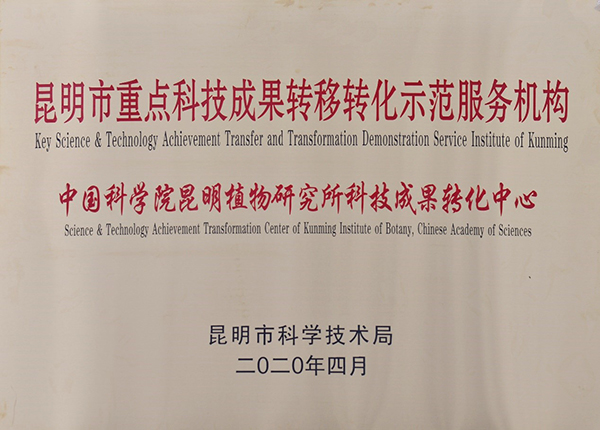 昆明市重点科技成果转移转化示范服务机构
Key Science & Technology Achievement Transfer and Transformation Demonstration Service Institute of Kunming
中国科学院昆明植物研究所科技成果转化中心
Science & Technology Achievement Transformation Center of Kunming Institute of Botany, Chinese Academy of Sciences
昆明市科学技术局
二〇二〇年四月